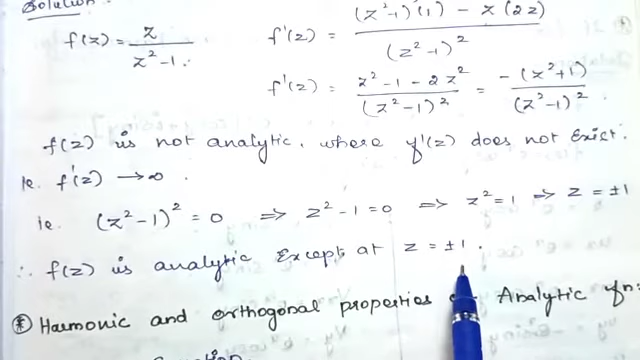 Solution:
f(z) = z / (z² - 1).
f'(z) = ((z²-1)(1) - z(2z)) / (z²-1)²
f'(z) = (z² - 1 - 2z²) / (z²-1)² = -(z²+1) / (z²-1)².
f(z) is not analytic, where f'(z) does not exist.
ie. f'(z) → ∞
ie. (z²-1)² = 0 ⇒ z²-1 = 0 ⇒ z² = 1 ⇒ z = ±1
∴ f(z) is analytic Except at z = ±1.
* Harmonic and orthogonal properties Analytic fn: